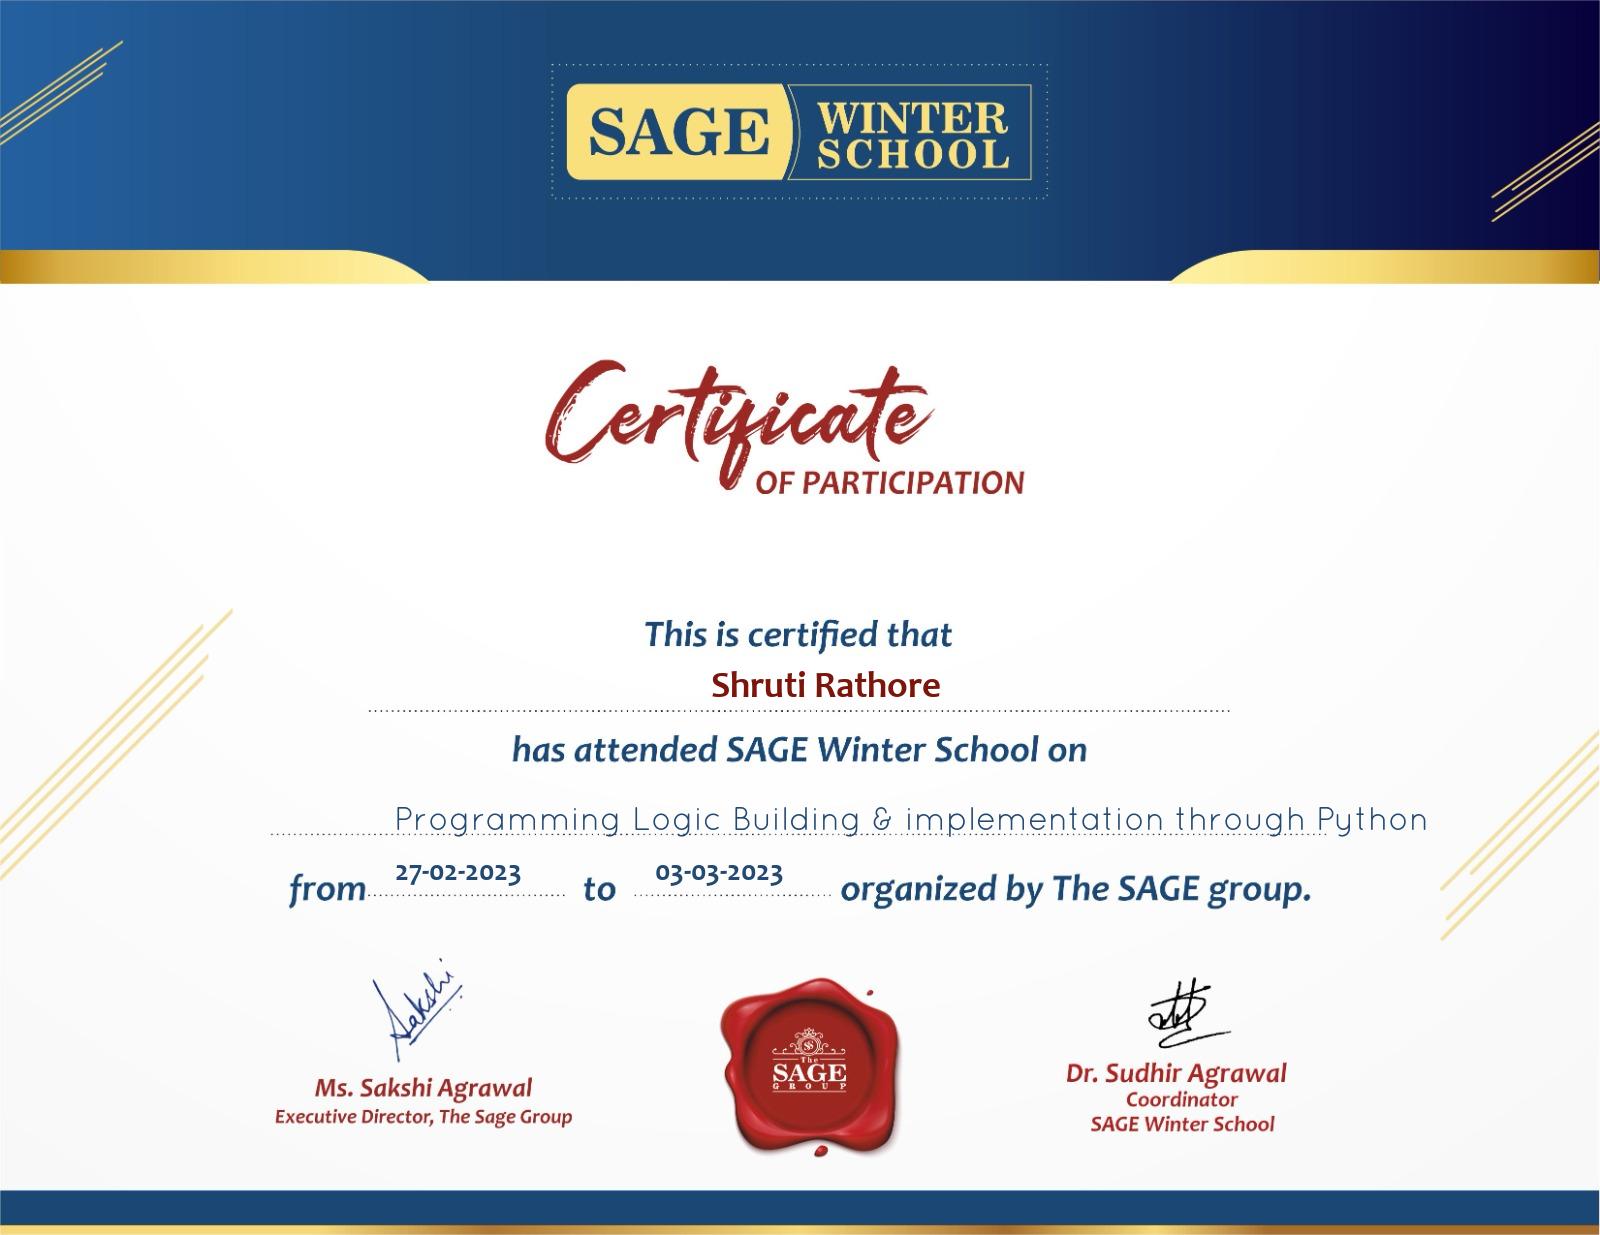 SAGE WINTER
SCHOOL
Certificate
OF PARTICIPATION
This is certified that
Shruti Rathore
has attended SAGE Winter School on
Programming Logic Building & implementation through Python
from 27-02-2023 to 03-03-2023 organized by The SAGE group.
Sakshi
Ms. Sakshi Agrawal
Executive Director, The Sage Group
The
SAGE
GROUP
Dr. Sudhir Agrawal
Coordinator
SAGE Winter School